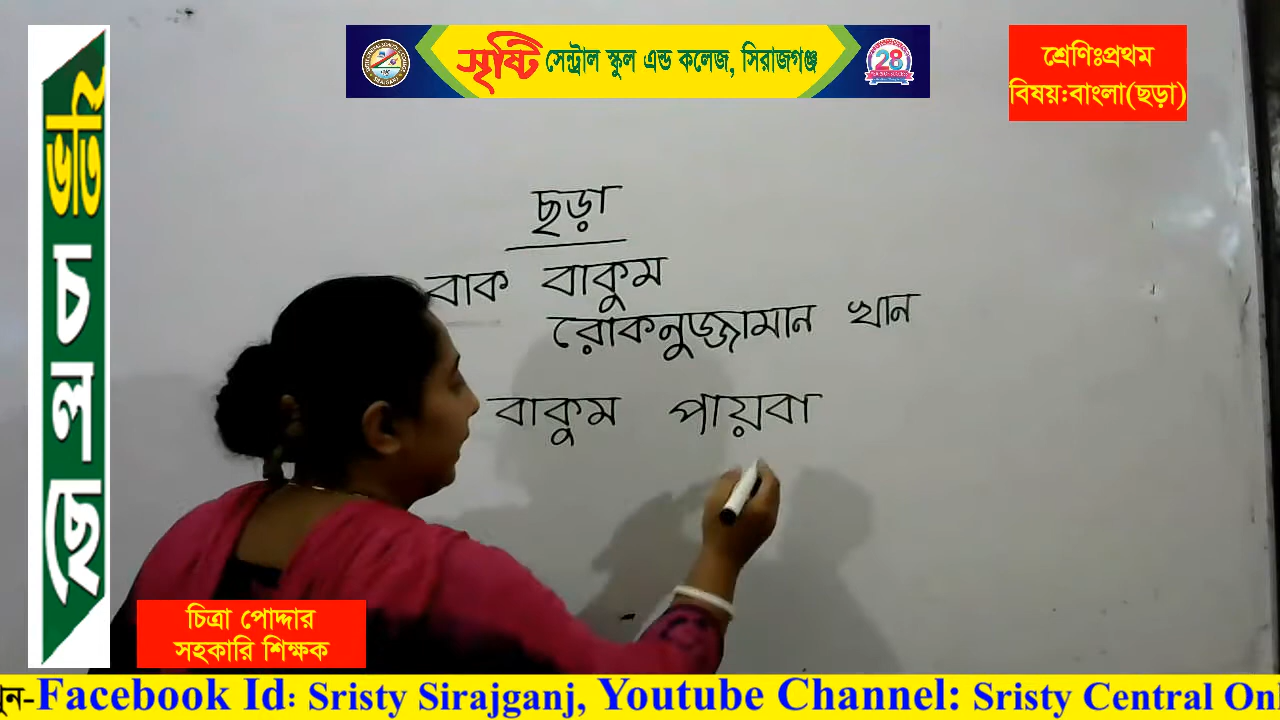 সৃষ্টি সেন্ট্রাল স্কুল এন্ড কলেজ, সিরাজগঞ্জ
28
শ্রেণিঃপ্রথম
বিষয়:বাংলা(ছড়া)
ভর্তি চলছে
ছড়া
বাক বাকুম
রোকনুজ্জামান খান
বাকুম পায়বা
চিত্রা পোদ্দার
সহকারি শিক্ষক
Facebook Id: Sristy Sirajganj, Youtube Channel: Sristy Central